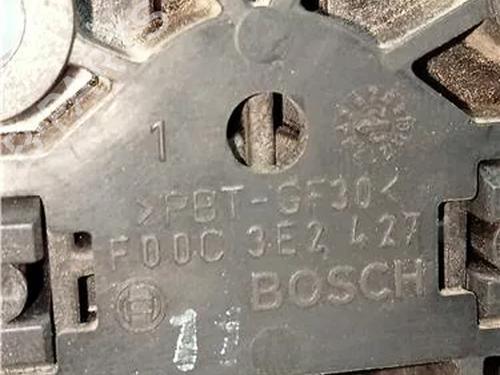 1
>PBT-GF30<
F00C 3E2 427
BOSCH